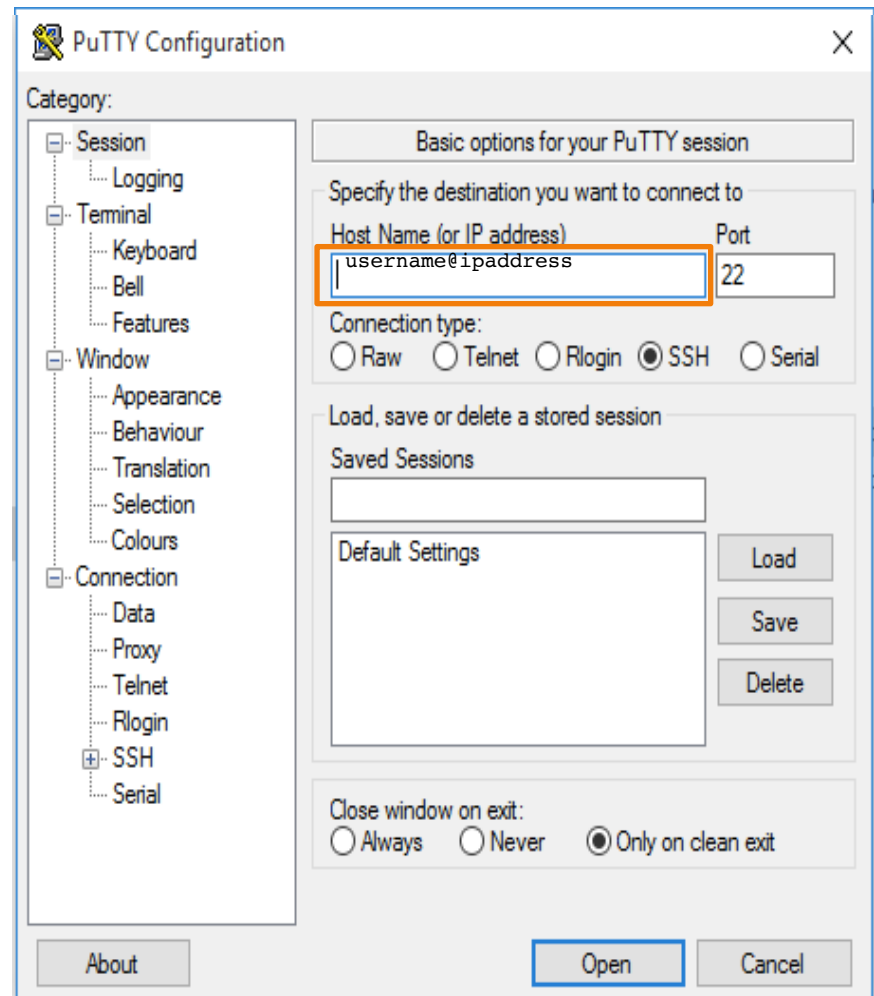 PuTTY Configuration
Category:
Session
Logging
Terminal
Keyboard
Bell
Features
Window
Appearance
Behaviour
Translation
Selection
Colours
Connection
Data
Proxy
Telnet
Rlogin
SSH
Serial
Basic options for your PuTTY session
Specify the destination you want to connect to
Host Name (or IP address) Port
username@ipaddress 22
Connection type:
Raw Telnet Rlogin SSH Serial
Load, save or delete a stored session
Saved Sessions
Default Settings
Load
Save
Delete
Close window on exit:
Always Never Only on clean exit
About Open Cancel